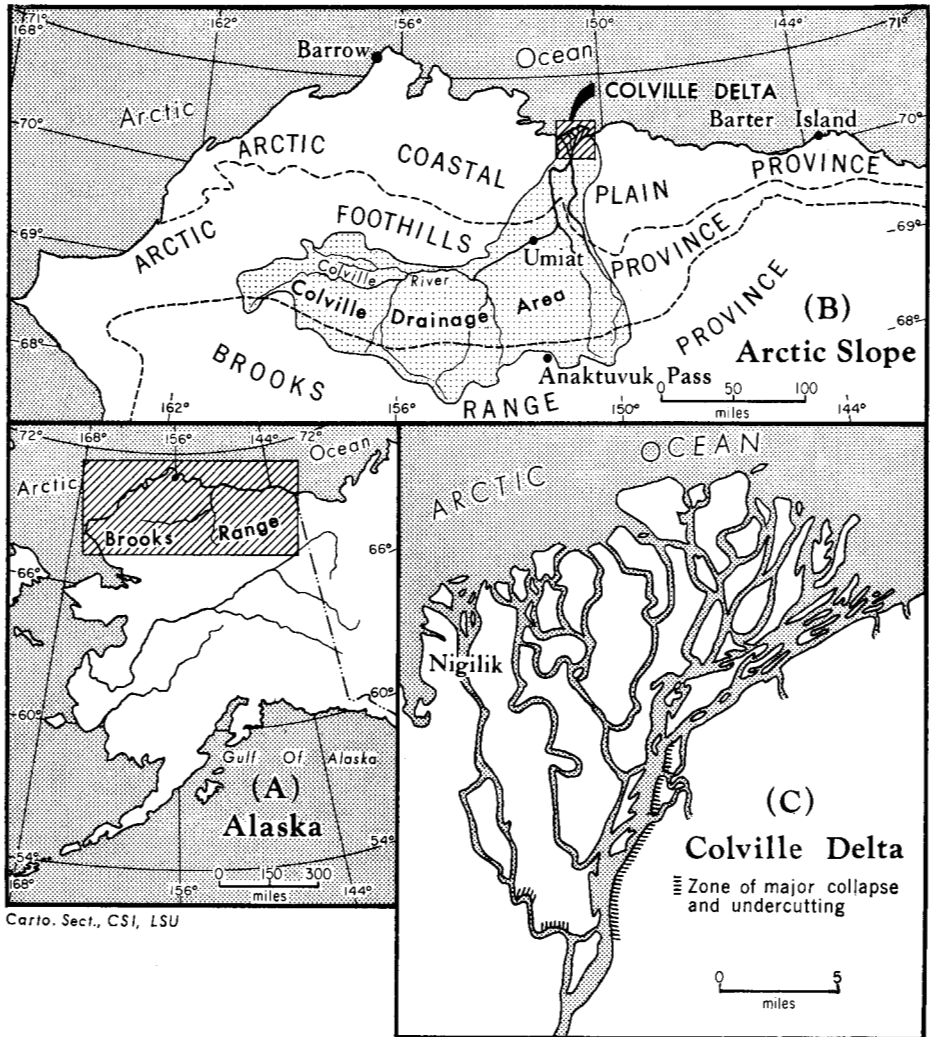 71°
168°
162°
156°
150°
144°
71°
Barrow
Ocean
COLVILLE DELTA
Arctic
70°
Barter Island
70°
ARCTIC
COASTAL
PLAIN
PROVINCE
ARCTIC
FOOTHILLS
PROVINCE
69°
69°
Umiat
Colville River
Colville Drainage Area
PROVINCE
(B)
68°
68°
Arctic Slope
BROOKS
RANGE
Anaktuvuk Pass
0 50 100
miles
162°
156°
150°
144°
72°
168°
156°
144°
72°
Ocean
Arctic
Brooks Range
66°
66°
60°
60°
Gulf Of Alaska
(A)
Alaska
54°
54°
0 150 300
miles
168°
156°
144°
Carto. Sect., CSI, LSU
ARCTIC OCEAN
Nigilik
(C)
Colville Delta
Zone of major collapse
and undercutting
0 5
miles